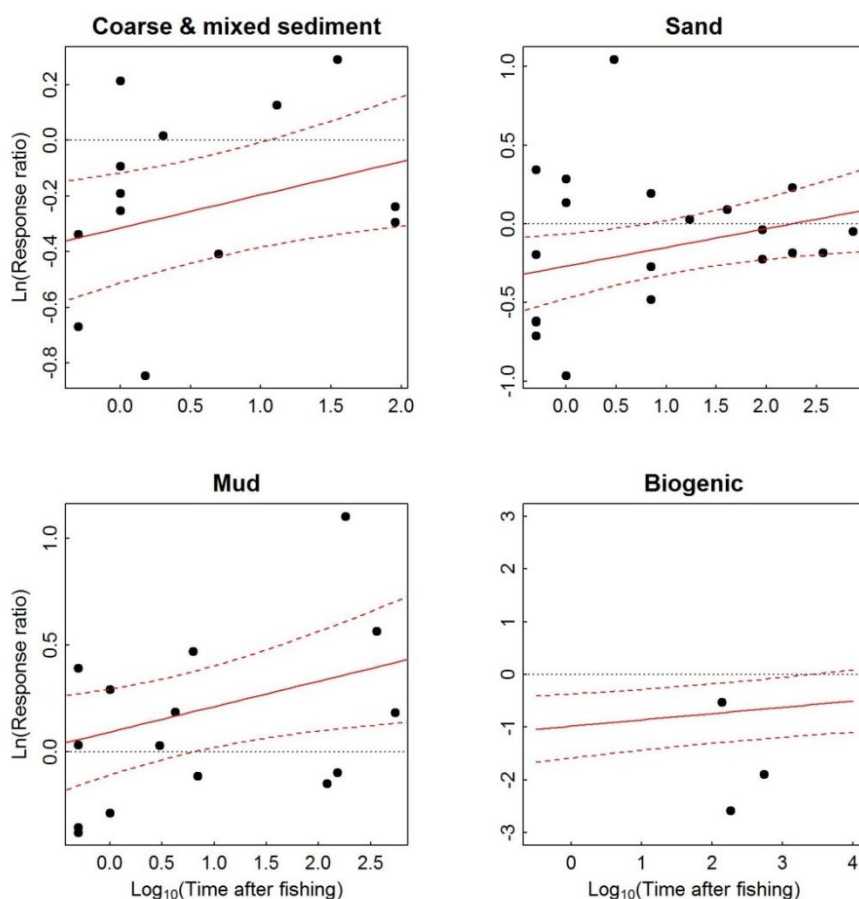 Coarse & mixed sediment
Sand
Ln(Response ratio)
0.2
0.0
-0.2
-0.4
-0.6
-0.8
0.0 0.5 1.0 1.5 2.0
1.0
0.5
0.0
-0.5
-1.0
0.0 0.5 1.0 1.5 2.0 2.5
Mud
Biogenic
Ln(Response ratio)
1.0
0.5
0.0
0.0 0.5 1.0 1.5 2.0 2.5
Log10(Time after fishing)
3
2
1
0
-1
-2
-3
0 1 2 3 4
Log10(Time after fishing)